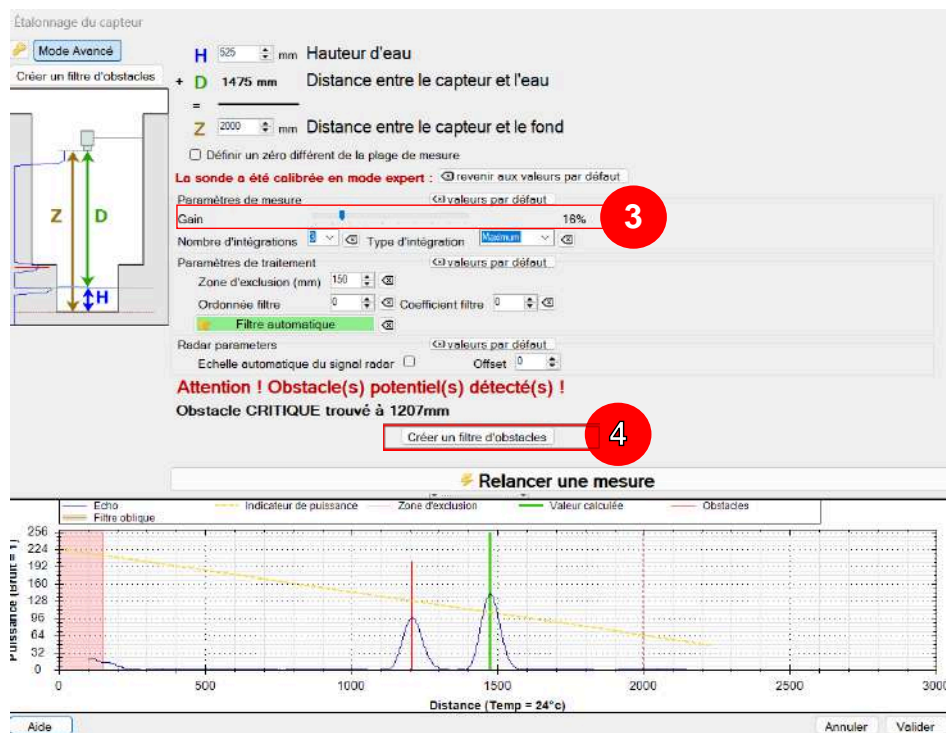 Étalonnage du capteur
Mode Avancé
Créer un filtre d'obstacles
H 525 mm Hauteur d'eau
+ D 1475 mm Distance entre le capteur et l'eau
=
Z 2000 mm Distance entre le capteur et le fond
Définir un zéro différent de la plage de mesure
La sonde a été calibrée en mode expert : revenir aux valeurs par défaut
Paramètres de mesure valeurs par défaut
Gain 16% 3
Nombre d'intégrations Type d'intégration Maximum
Paramètres de traitement valeurs par défaut
Zone d'exclusion (mm) 150
Ordonnée filtre 0 Coefficient filtre 0
Filtre automatique
Radar parameters valeurs par défaut
Echelle automatique du signal radar Offset 0
Z D
H
Attention ! Obstacle(s) potentiel(s) détecté(s) !
Obstacle CRITIQUE trouvé à 1207mm
Créer un filtre d'obstacles 4
Relancer une mesure
Echo Indicateur de puissance Zone d'exclusion Valeur calculée Obstacles
Filtre oblique
Puissance (Bruit = 1)
256
224
192
160
128
96
64
32
0
0 500 1000 1500 2000 2500 3000
Distance (Temp = 24°c)
Aide Annuler Valider